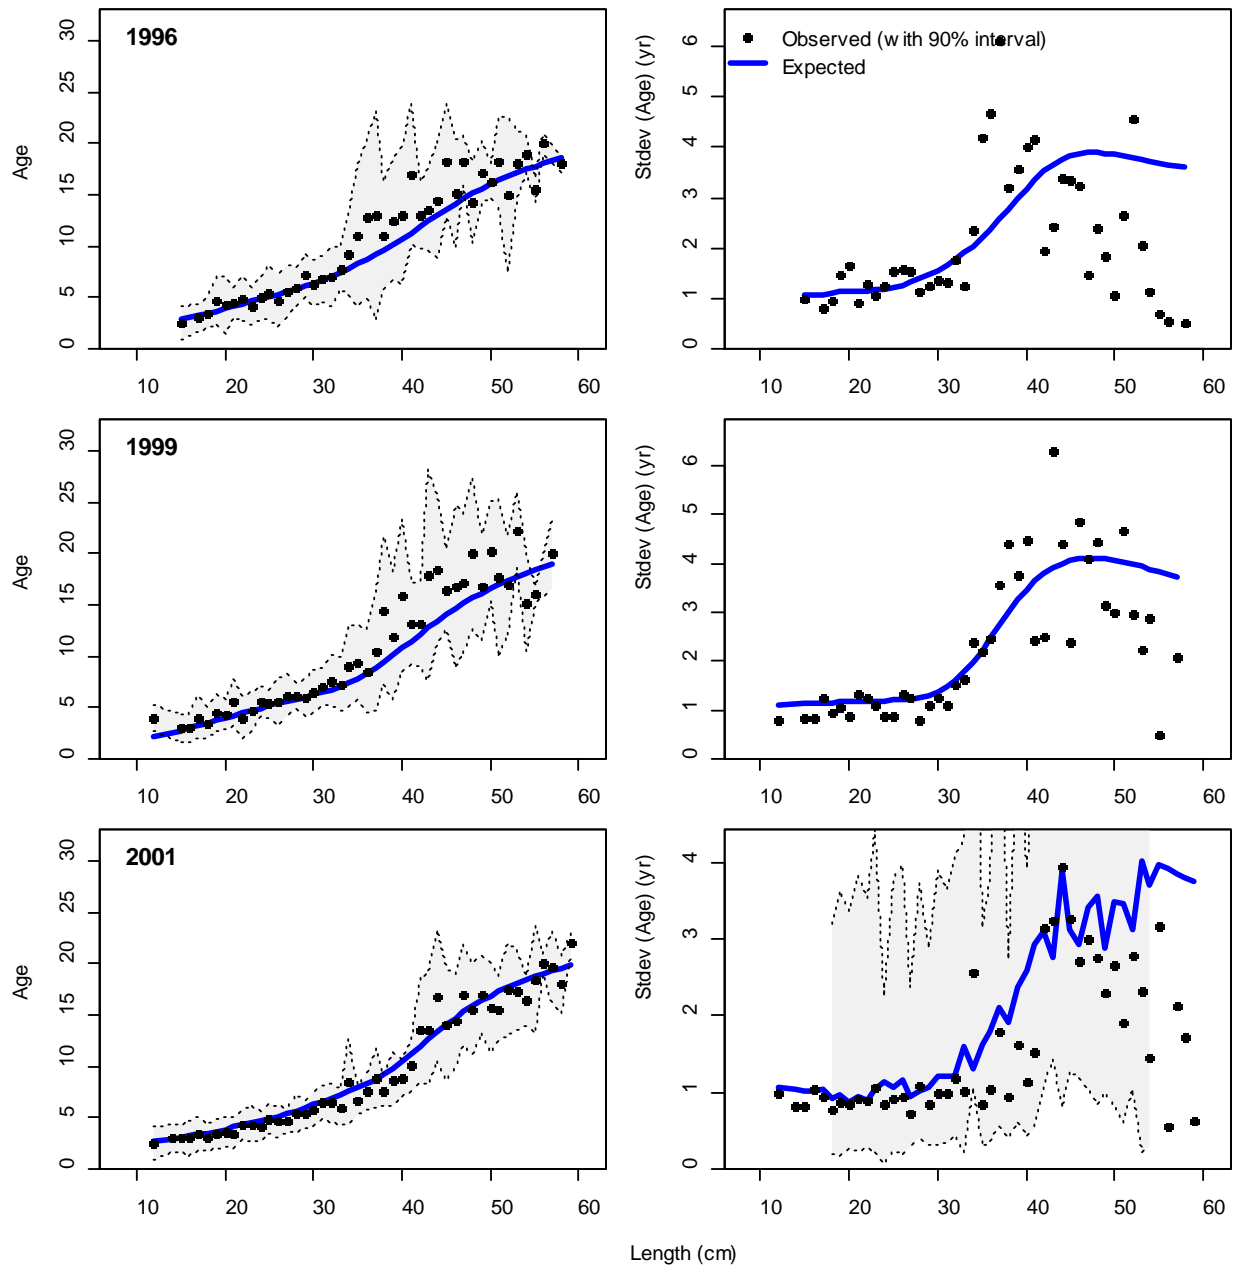 1996
Age
0 5 10 15 20 25 30
10 20 30 40 50 60
Observed (with 90% interval)
Expected
Stdev (Age) (yr)
0 1 2 3 4 5 6
10 20 30 40 50 60
1999
Age
0 5 10 15 20 25 30
10 20 30 40 50 60
Stdev (Age) (yr)
0 1 2 3 4 5 6
10 20 30 40 50 60
2001
Age
0 5 10 15 20 25 30
10 20 30 40 50 60
Stdev (Age) (yr)
0 1 2 3 4
10 20 30 40 50 60
Length (cm)